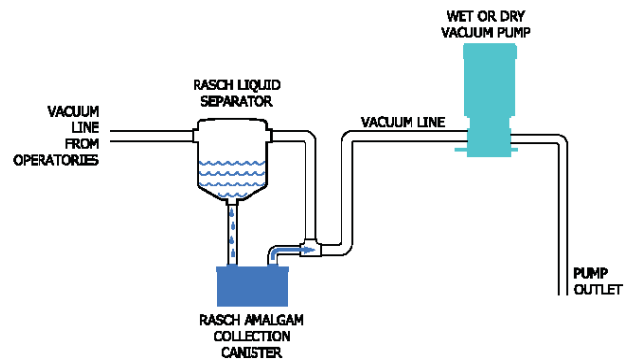 WET OR DRY
VACUUM PUMP
RASCH LIQUID
SEPARATOR
VACUUM
LINE
FROM
OPERATORIES
VACUUM LINE
PUMP
OUTLET
RASCH AMALGAM
COLLECTION
CANISTER